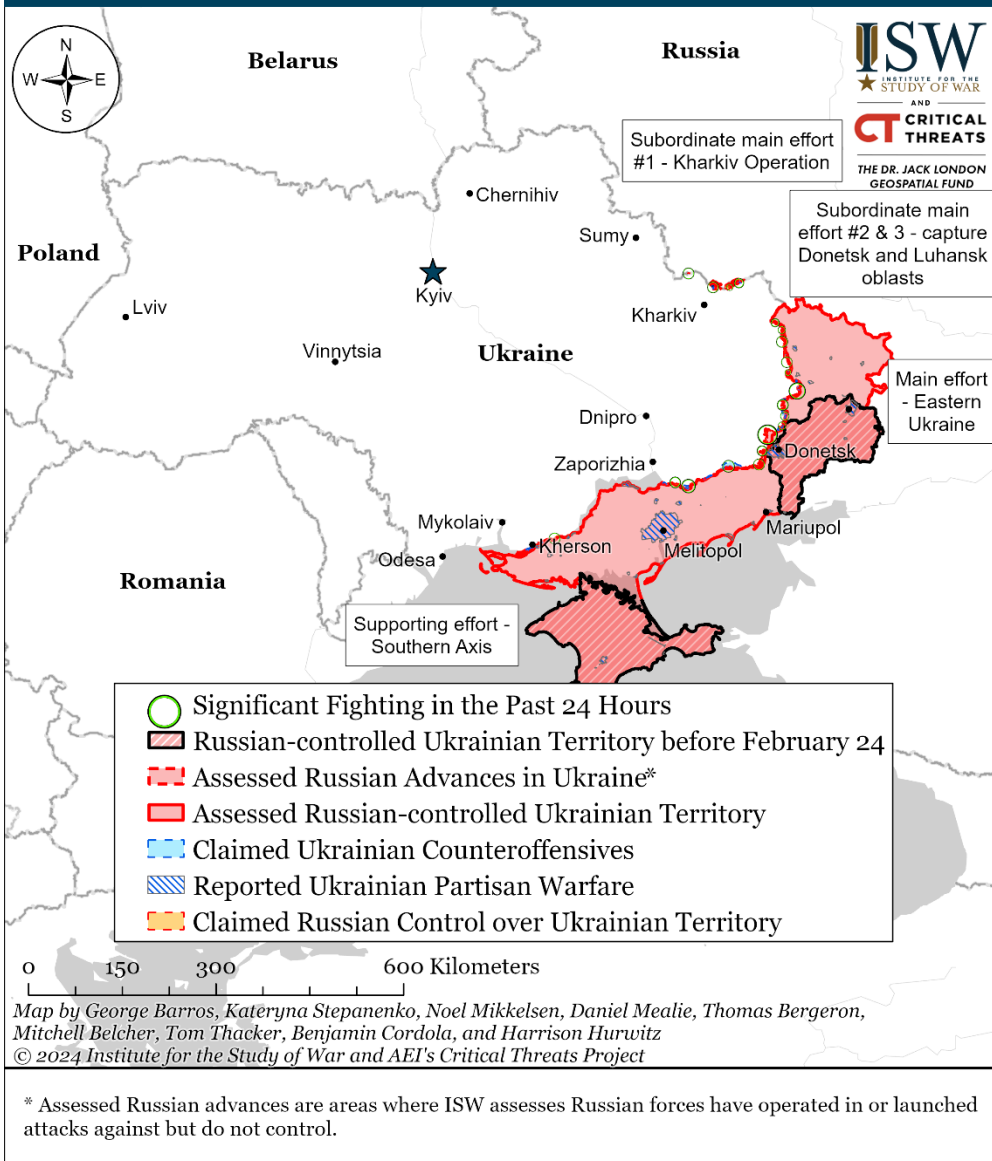 N
W
E
S
Belarus
Russia
ISW
INSTITUTE FOR THE
STUDY OF WAR
AND
CT CRITICAL
THREATS
THE DR. JACK LONDON
GEOSPATIAL FUND
Subordinate main effort
#1 - Kharkiv Operation
Subordinate main
effort #2 & 3 - capture
Donetsk and Luhansk
oblasts
Chernihiv
Sumy
Poland
Kyiv
Lviv
Kharkiv
Vinnytsia
Ukraine
Main effort
- Eastern
Ukraine
Dnipro
Donetsk
Zaporizhia
Mykolaiv
Mariupol
Kherson
Melitopol
Odesa
Romania
Supporting effort -
Southern Axis
Significant Fighting in the Past 24 Hours
Russian-controlled Ukrainian Territory before February 24
Assessed Russian Advances in Ukraine*
Assessed Russian-controlled Ukrainian Territory
Claimed Ukrainian Counteroffensives
Reported Ukrainian Partisan Warfare
Claimed Russian Control over Ukrainian Territory
0 150 300 600 Kilometers
Map by George Barros, Kateryna Stepanenko, Noel Mikkelsen, Daniel Mealie, Thomas Bergeron,
Mitchell Belcher, Tom Thacker, Benjamin Cordola, and Harrison Hurwitz
© 2024 Institute for the Study of War and AEI's Critical Threats Project
* Assessed Russian advances are areas where ISW assesses Russian forces have operated in or launched
attacks against but do not control.